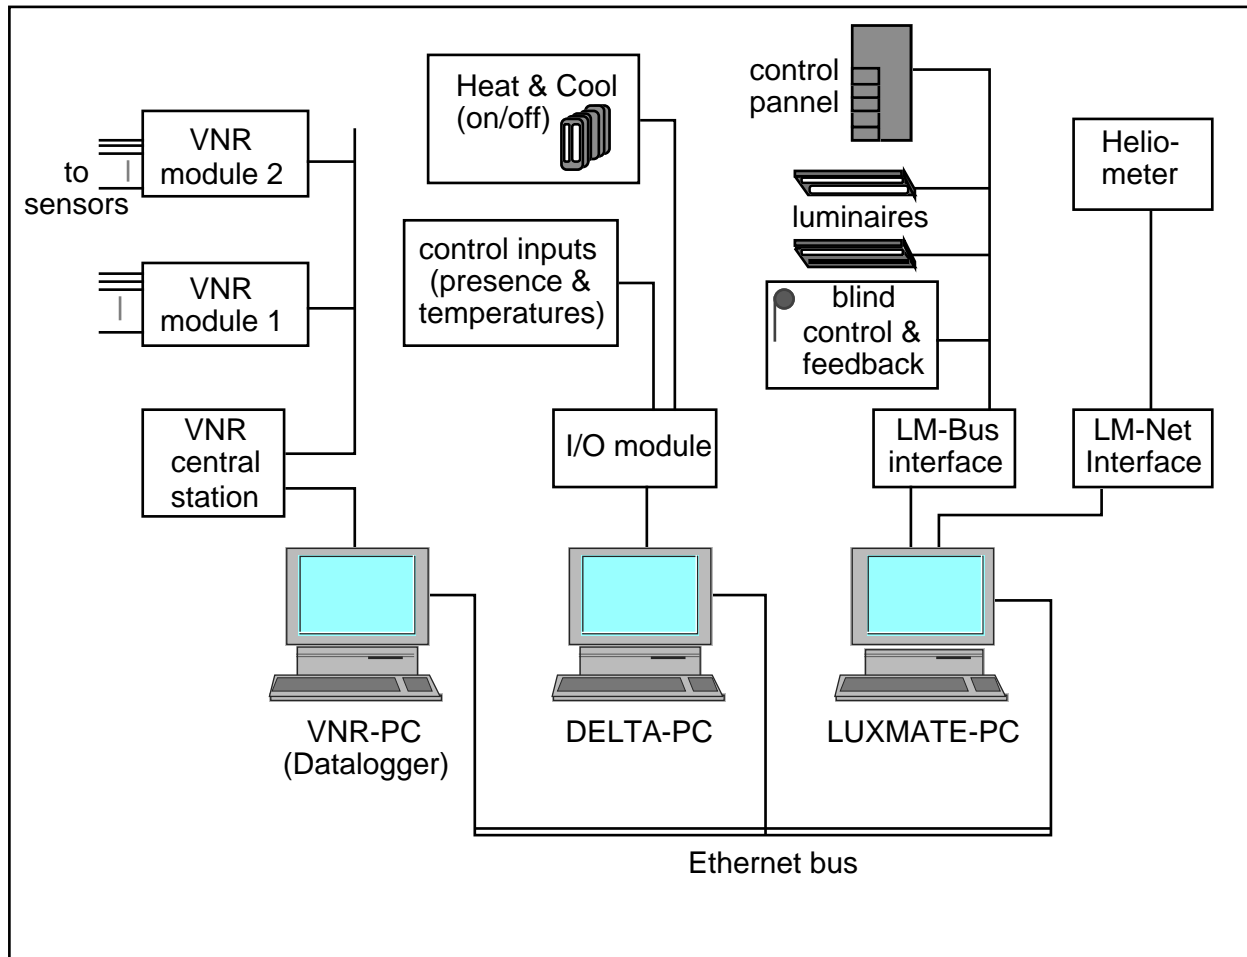 VNR
module 2
to
sensors
VNR
module 1
VNR
central
station
Heat & Cool
(on/off)
control inputs
(presence &
temperatures)
I/O module
control
pannel
luminaires
blind
control &
feedback
Helio-
meter
LM-Bus
interface
LM-Net
Interface
VNR-PC
(Datalogger)
DELTA-PC
LUXMATE-PC
Ethernet bus